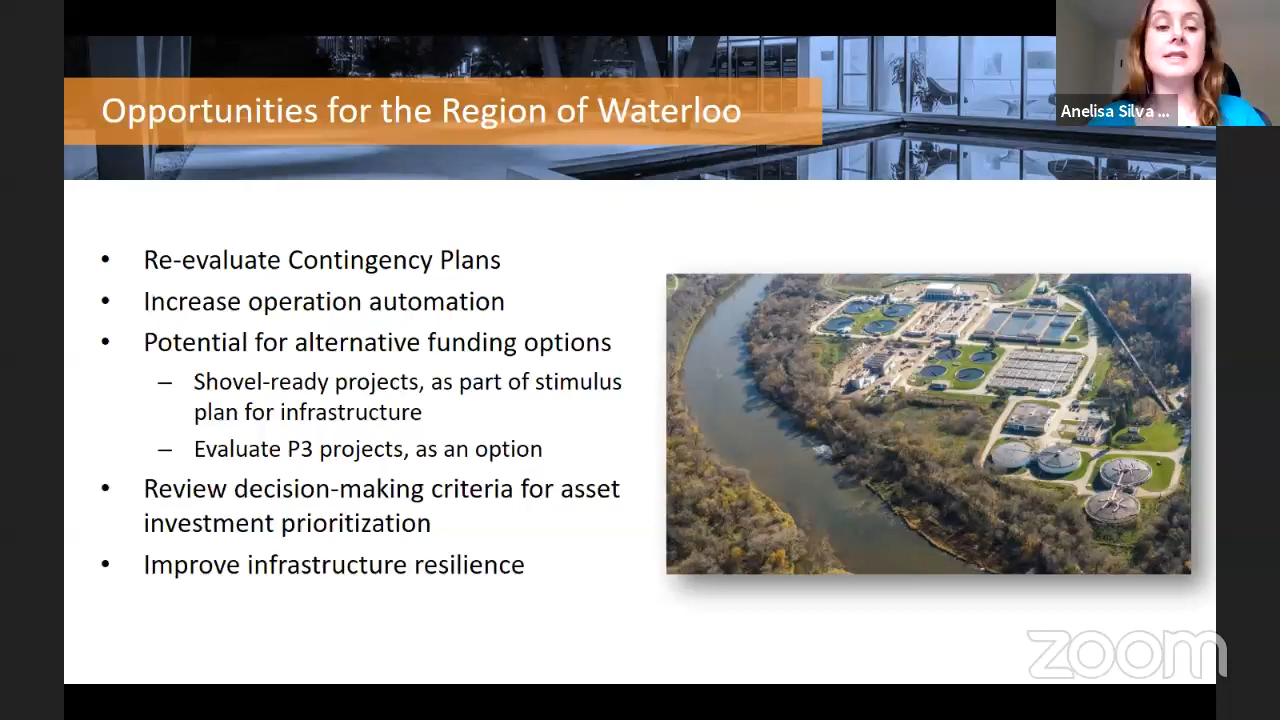 Opportunities for the Region of Waterloo
Anelisa Silva ...
• Re-evaluate Contingency Plans
• Increase operation automation
• Potential for alternative funding options
– Shovel-ready projects, as part of stimulus
plan for infrastructure
– Evaluate P3 projects, as an option
• Review decision-making criteria for asset
investment prioritization
• Improve infrastructure resilience
zoom